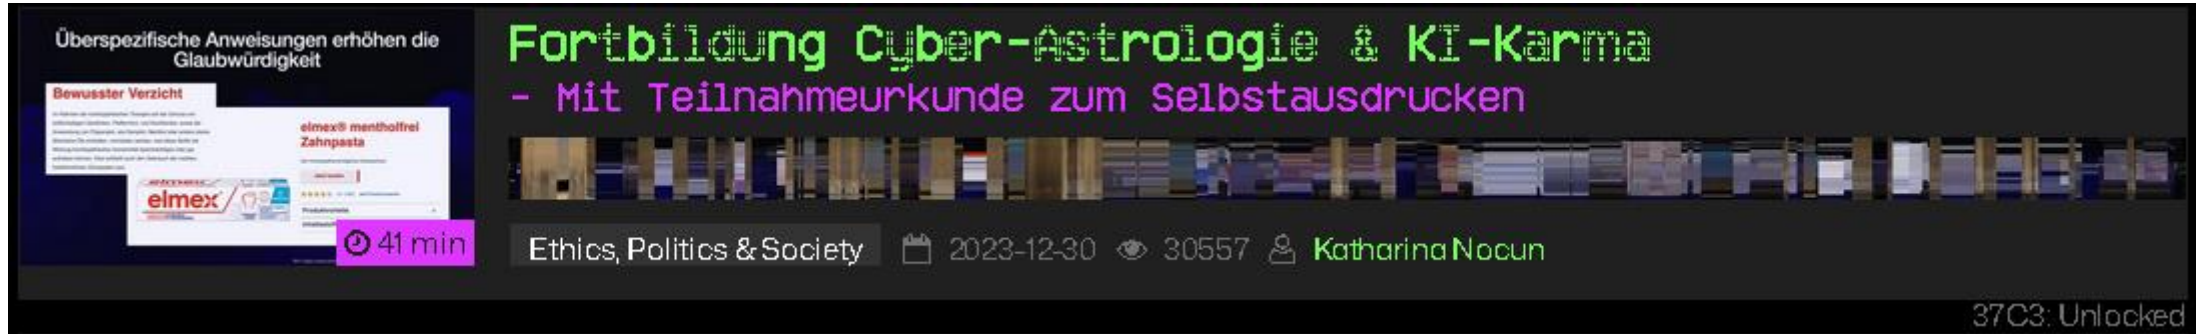 Überspezifische Anweisungen erhöhen die
Glaubwürdigkeit
Bewusster Verzicht
elmex® mentholfrei
Zahnpasta
elmex
41 min
Fortbildung Cyber-Astrologie & KI-Karma
- Mit Teilnahmeurkunde zum Selbstausdrucken
Ethics, Politics & Society 2023-12-30 30557 Katharina Nocun
37C3: Unlocked